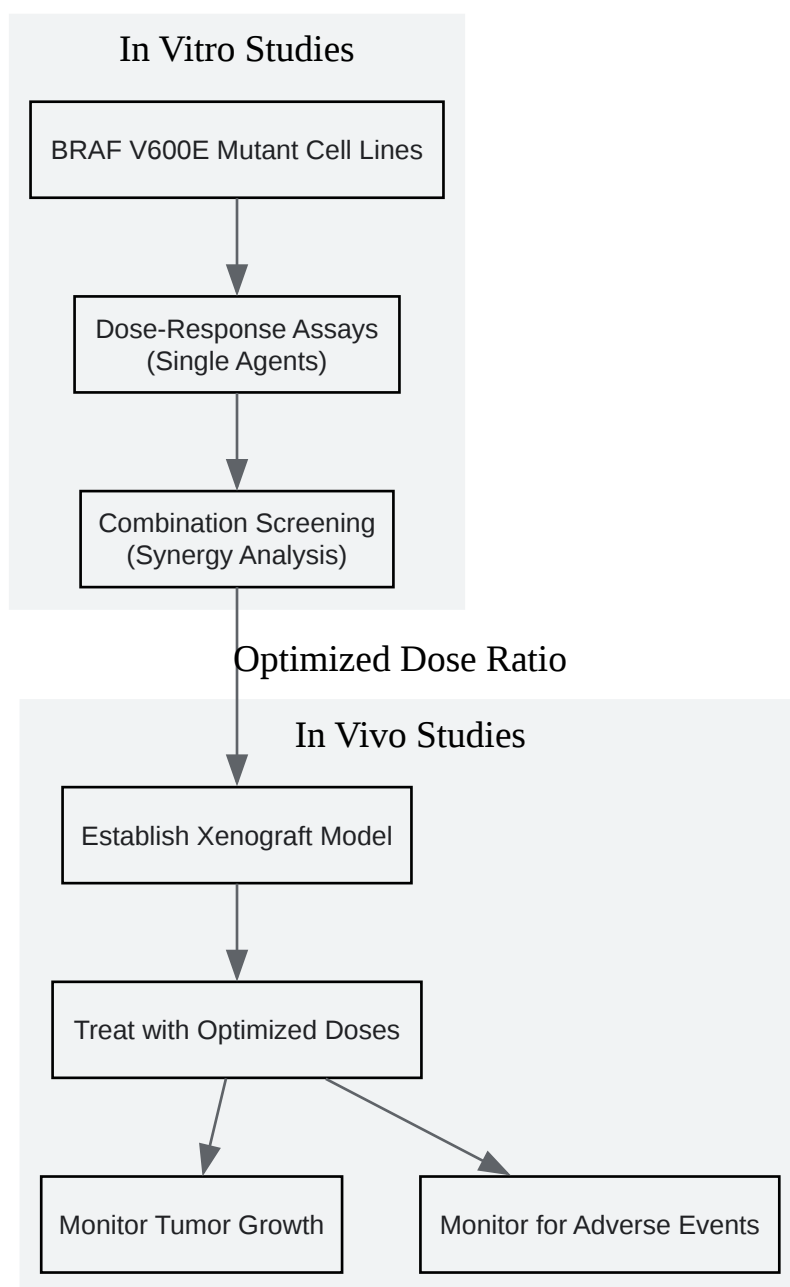 In Vitro Studies
BRAF V600E Mutant Cell Lines
Dose-Response Assays
(Single Agents)
Combination Screening
(Synergy Analysis)
Optimized Dose Ratio
In Vivo Studies
Establish Xenograft Model
Treat with Optimized Doses
Monitor Tumor Growth
Monitor for Adverse Events